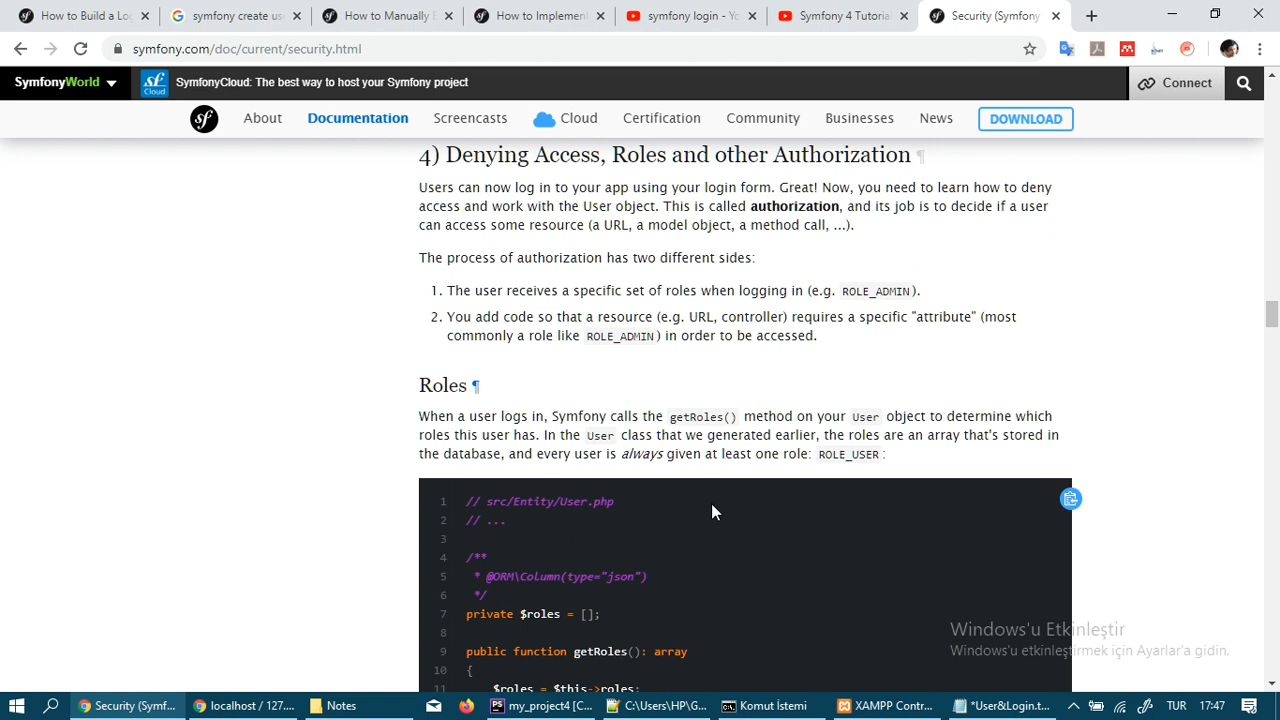 How to Build a Lo
symfony create use
How to Manually E
How to Implement
symfony login - Yo
Symfony 4 Tutorial
Security (Symfony
symfony.com/doc/current/security.html
SymfonyWorld
sf Cloud
SymfonyCloud: The best way to host your Symfony project
Connect
sf
About
Documentation
Screencasts
Cloud
Certification
Community
Businesses
News
DOWNLOAD
4) Denying Access, Roles and other Authorization ¶
Users can now log in to your app using your login form. Great! Now, you need to learn how to deny
access and work with the User object. This is called authorization, and its job is to decide if a user
can access some resource (a URL, a model object, a method call, ...).
The process of authorization has two different sides:
1. The user receives a specific set of roles when logging in (e.g. ROLE_ADMIN).
2. You add code so that a resource (e.g. URL, controller) requires a specific "attribute" (most
commonly a role like ROLE_ADMIN) in order to be accessed.
Roles ¶
When a user logs in, Symfony calls the getRoles() method on your User object to determine which
roles this user has. In the User class that we generated earlier, the roles are an array that's stored in
the database, and every user is always given at least one role: ROLE_USER:
1 // src/Entity/User.php
2 // ...
3
4 /**
5 * @ORM\Column(type="json")
6 */
7 private $roles = [];
8
9 public function getRoles(): array
10 {
11 $roles = $this->roles;
Windows'u Etkinleştir
Windows'u etkinleştirmek için Ayarlar'a gidin.
Security (Symf...
localhost / 127....
Notes
my_project4 [C...
C:\Users\HP\G...
Komut İstemi
XAMPP Contr...
*User&Login.t...
TUR
17:47